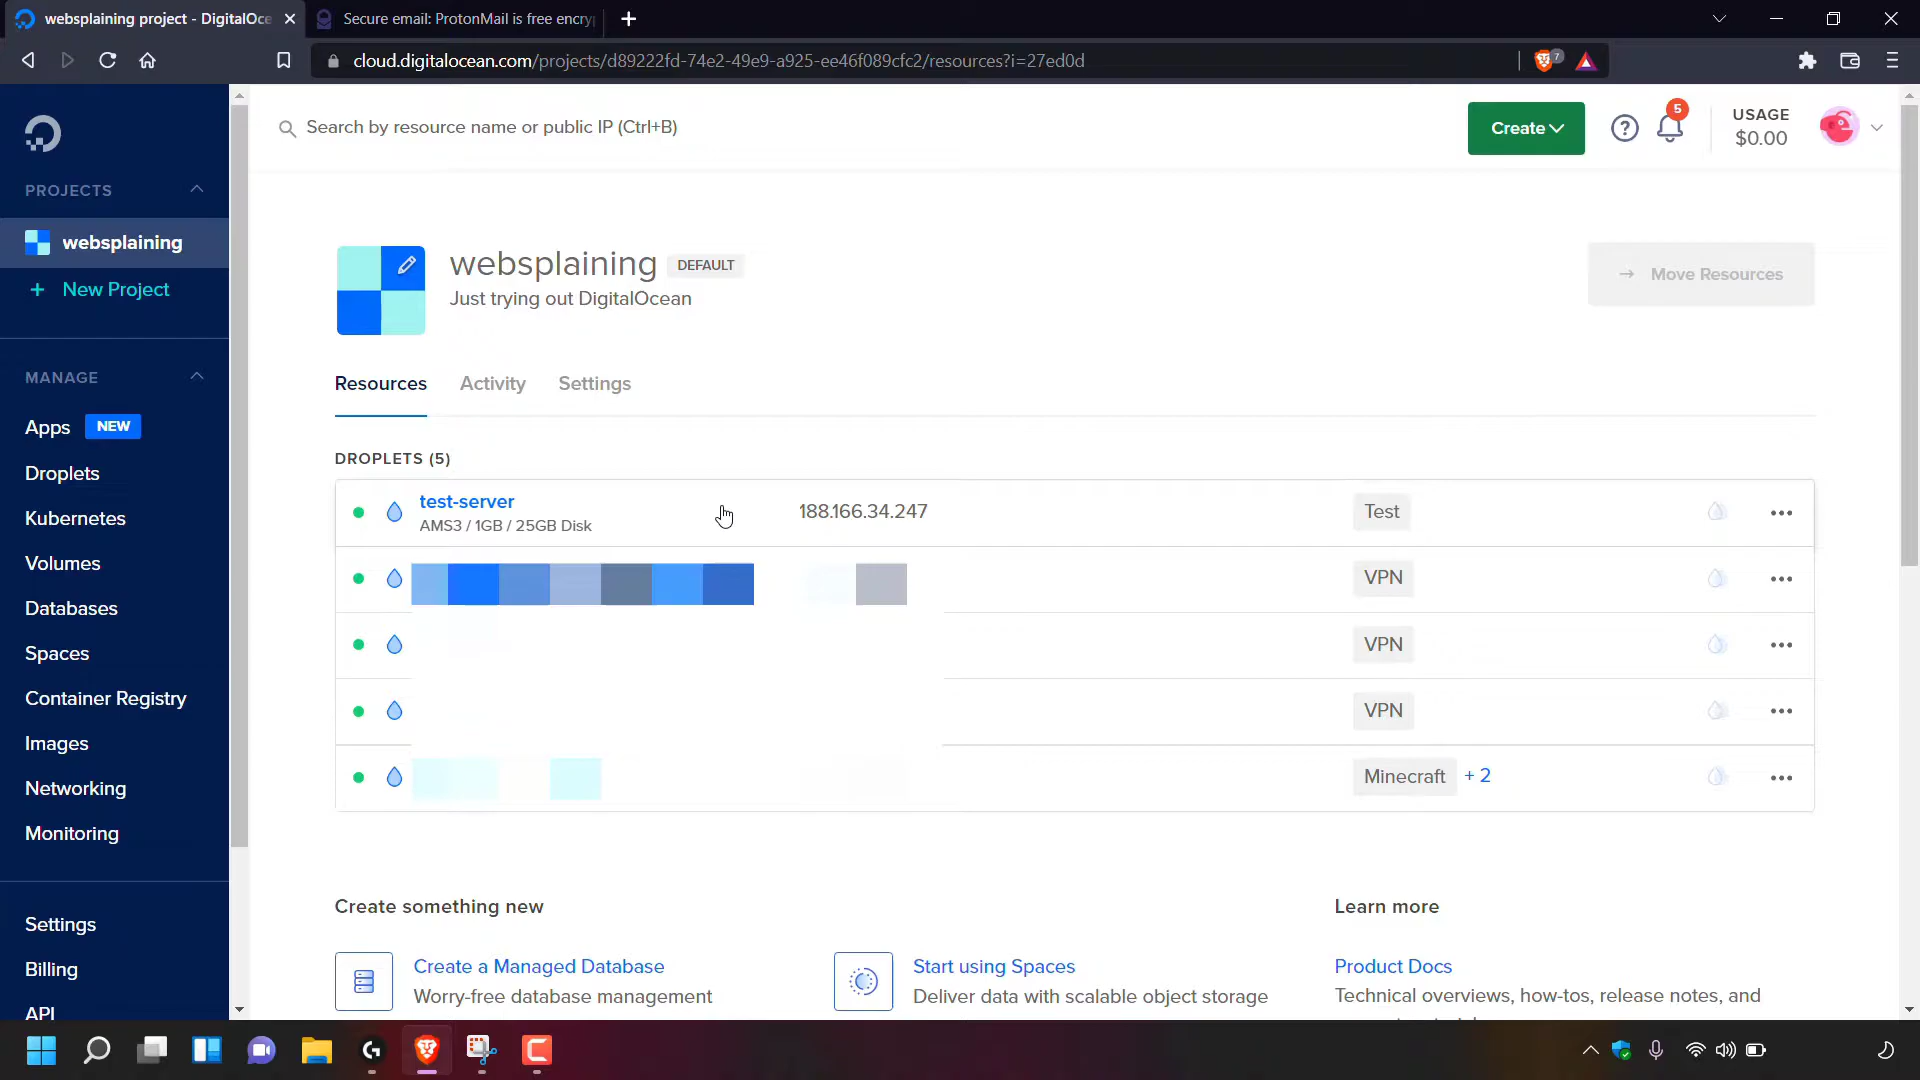 websplaining project - DigitalOce
Secure email: ProtonMail is free encry
cloud.digitalocean.com/projects/d89222fd-74e2-49e9-a925-ee46f089cfc2/resources?i=27ed0d
7
Search by resource name or public IP (Ctrl+B)
Create
5
USAGE
$0.00
PROJECTS
websplaining
New Project
MANAGE
Apps NEW
Droplets
Kubernetes
Volumes
Databases
Spaces
Container Registry
Images
Networking
Monitoring
Settings
Billing
API
websplaining DEFAULT
Just trying out DigitalOcean
Move Resources
Resources Activity Settings
DROPLETS (5)
test-server
AMS3 / 1GB / 25GB Disk
188.166.34.247
Test
VPN
VPN
VPN
Minecraft + 2
Create something new
Create a Managed Database
Worry-free database management
Start using Spaces
Deliver data with scalable object storage
Learn more
Product Docs
Technical overviews, how-tos, release notes, and